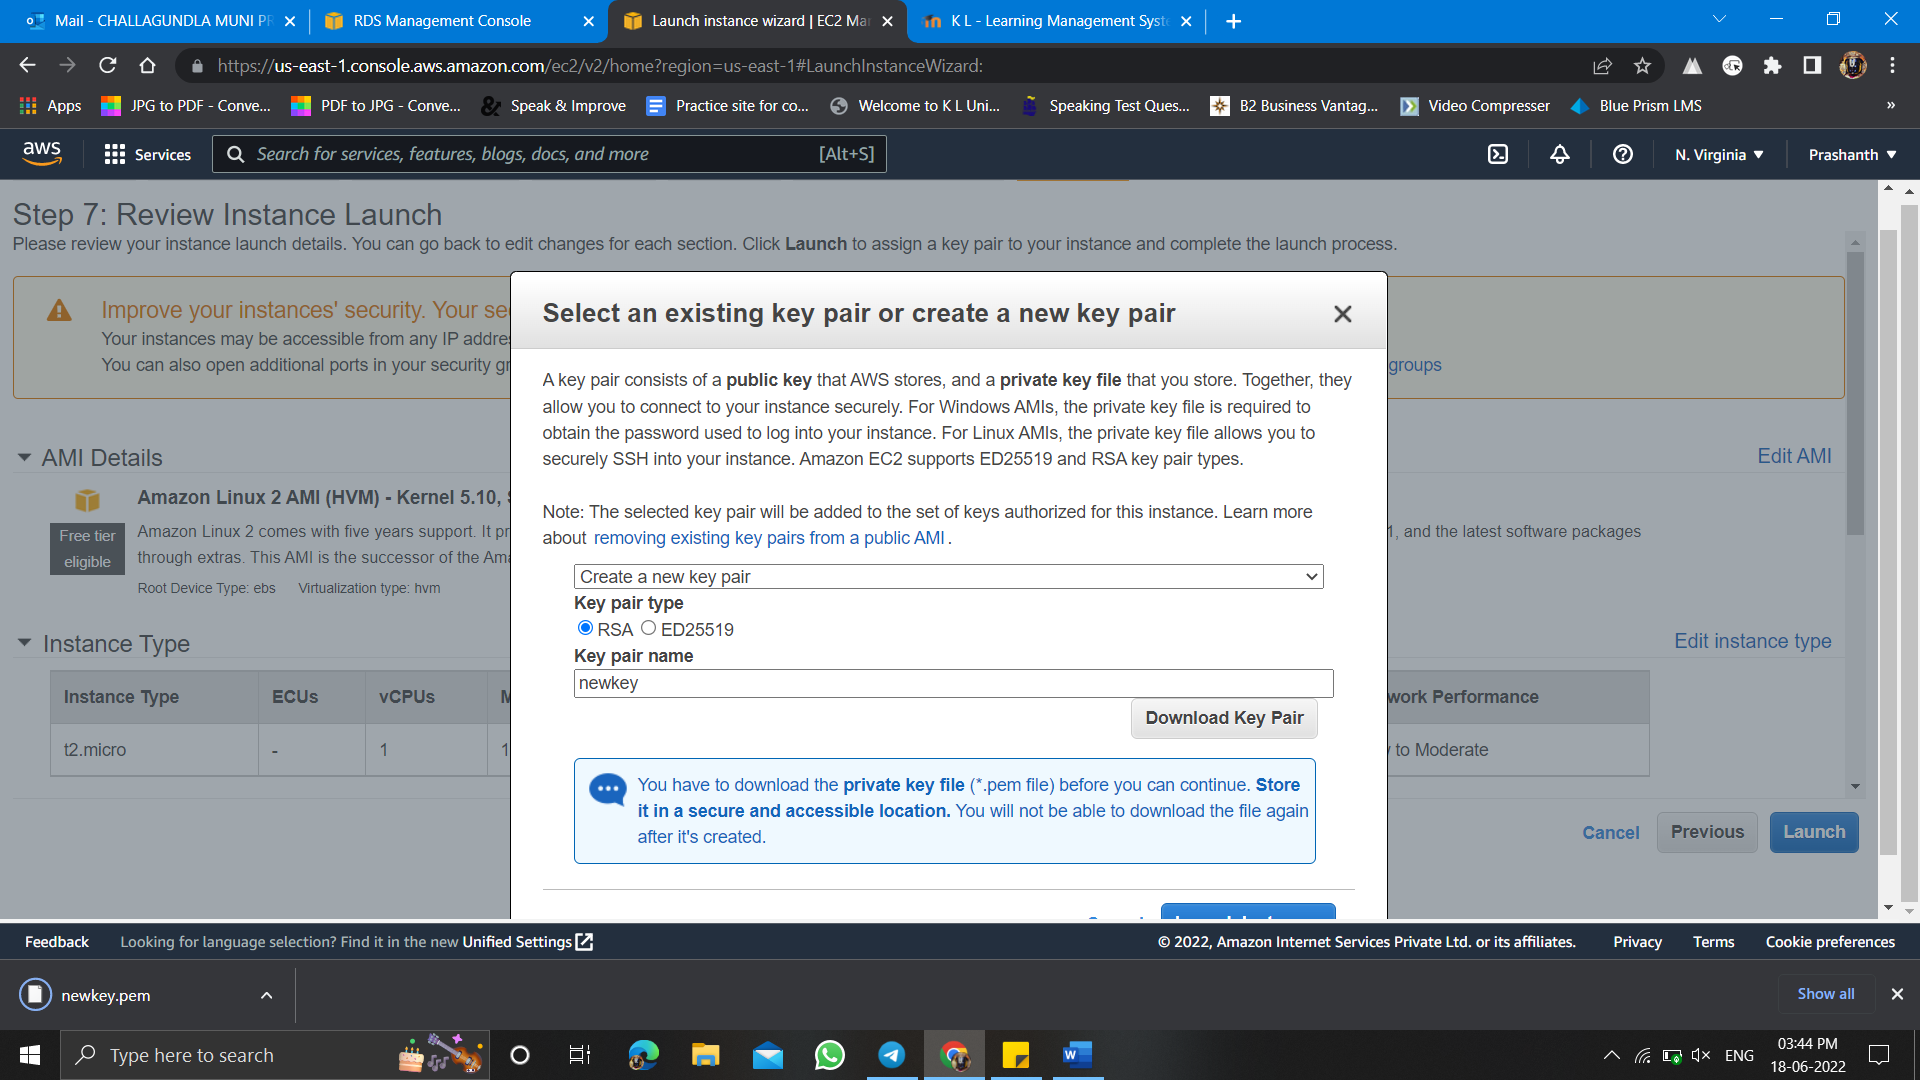 Mail - CHALLAGUNDLA MUNI PR
RDS Management Console
Launch instance wizard | EC2 Ma
K L - Learning Management Syst
https://us-east-1.console.aws.amazon.com/ec2/v2/home?region=us-east-1#LaunchInstanceWizard:
Apps
JPG to PDF - Conve...
PDF to JPG - Conve...
Speak & Improve
Practice site for co...
Welcome to K L Uni...
Speaking Test Ques...
B2 Business Vantag...
Video Compresser
Blue Prism LMS
»
aws
Services
Search for services, features, blogs, docs, and more
[Alt+S]
N. Virginia
Prashanth
Step 7: Review Instance Launch
Please review your instance launch details. You can go back to edit changes for each section. Click Launch to assign a key pair to your instance and complete the launch process.
Improve your instances' security. Your se
Your instances may be accessible from any IP addre
You can also open additional ports in your security gr
groups
AMI Details
Edit AMI
Amazon Linux 2 AMI (HVM) - Kernel 5.10,
Free tier
eligible
Amazon Linux 2 comes with five years support. It pr
1, and the latest software packages
through extras. This AMI is the successor of the Ama
Root Device Type: ebs
Virtualization type: hvm
Instance Type
Edit instance type
Instance Type
ECUs
vCPUs
M
work Performance
t2.micro
-
1
1
to Moderate
Select an existing key pair or create a new key pair
A key pair consists of a public key that AWS stores, and a private key file that you store. Together, they
allow you to connect to your instance securely. For Windows AMIs, the private key file is required to
obtain the password used to log into your instance. For Linux AMIs, the private key file allows you to
securely SSH into your instance. Amazon EC2 supports ED25519 and RSA key pair types.
Note: The selected key pair will be added to the set of keys authorized for this instance. Learn more
about removing existing key pairs from a public AMI.
Create a new key pair
Key pair type
RSA
ED25519
Key pair name
newkey
Download Key Pair
You have to download the private key file (*.pem file) before you can continue. Store
it in a secure and accessible location. You will not be able to download the file again
after it's created.
Cancel
Previous
Launch
Feedback
Looking for language selection? Find it in the new Unified Settings
© 2022, Amazon Internet Services Private Ltd. or its affiliates.
Privacy
Terms
Cookie preferences
newkey.pem
Show all
Type here to search
ENG
03:44 PM
18-06-2022